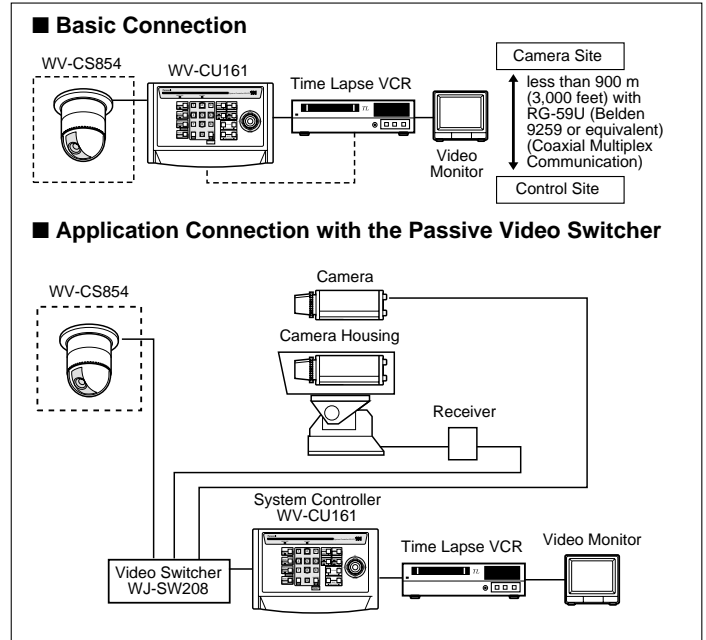 ■ Basic Connection
WV-CS854
WV-CU161
Time Lapse VCR
TL
Video
Monitor
Camera Site
less than 900 m
(3,000 feet) with
RG-59U (Belden
9259 or equivalent)
(Coaxial Multiplex
Communication)
Control Site
■ Application Connection with the Passive Video Switcher
WV-CS854
Camera
Camera Housing
Receiver
System Controller
WV-CU161
Time Lapse VCR
TL
Video Monitor
Video Switcher
WJ-SW208